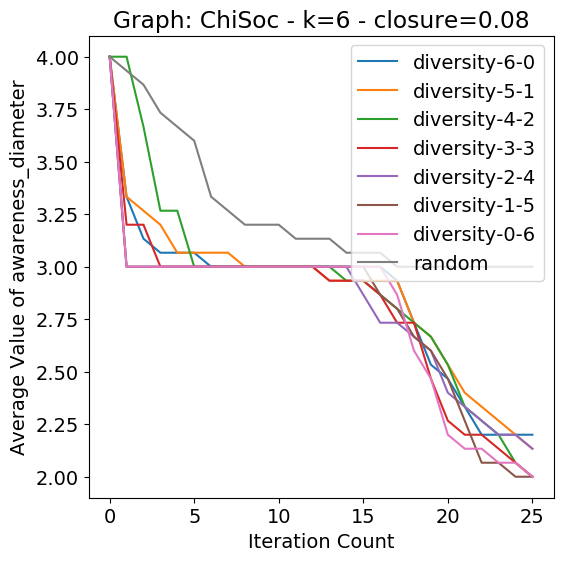 Graph: ChiSoc - k=6 - closure=0.08
Average Value of awareness_diameter
4.00
3.75
3.50
3.25
3.00
2.75
2.50
2.25
2.00
diversity-6-0
diversity-5-1
diversity-4-2
diversity-3-3
diversity-2-4
diversity-1-5
diversity-0-6
random
0 5 10 15 20 25
Iteration Count